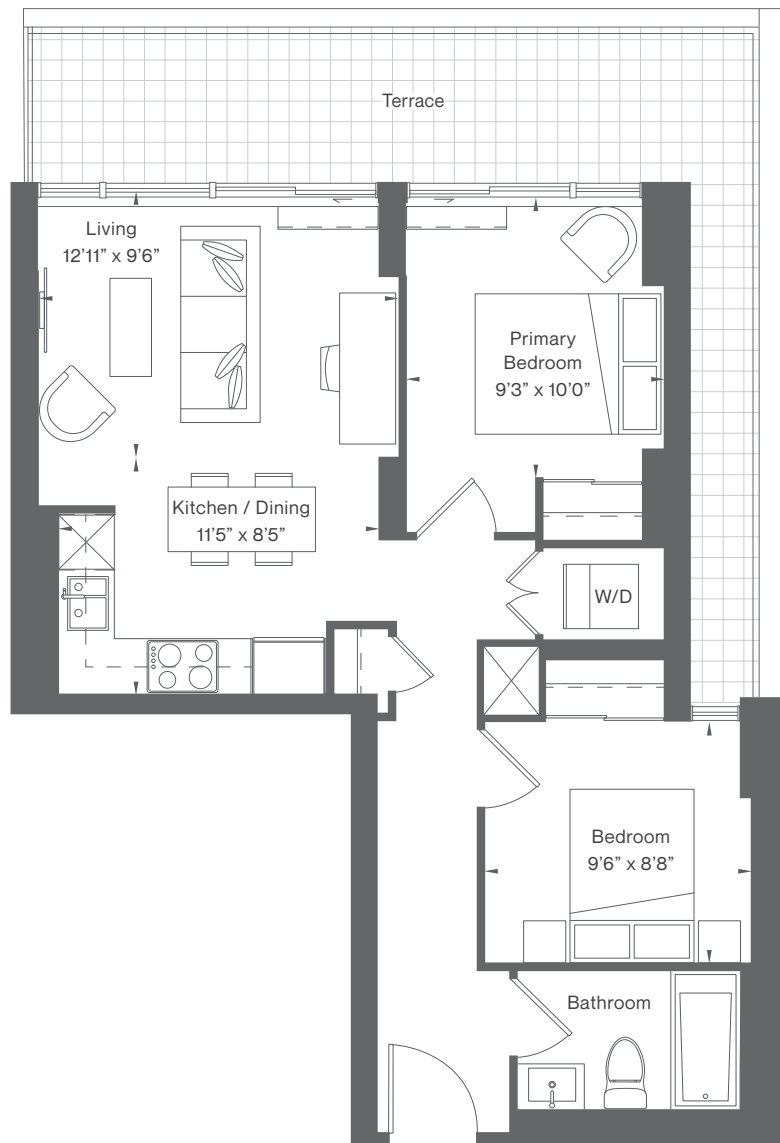 Terrace
Living
12’11” x 9’6”
Primary
Bedroom
9’3” x 10’0”
Kitchen / Dining
11’5” x 8’5”
W/D
Bedroom
9’6” x 8’8”
Bathroom